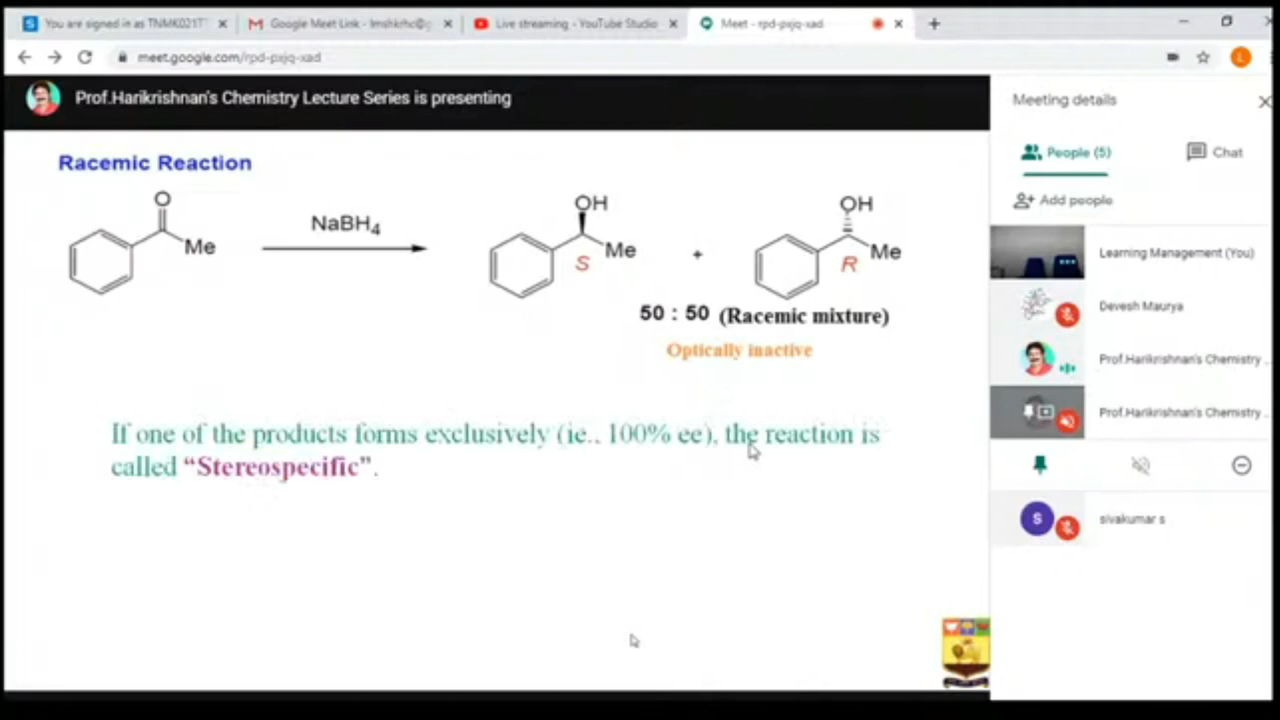 You are signed in as TNMK021T
Google Meet Link - lmshkrhc@g
Live streaming - YouTube Studio
Meet - rpd-pxjq-xad
meet.google.com/rpd-pxjq-xad
L
Prof.Harikrishnan's Chemistry Lecture Series is presenting
Racemic Reaction
O
Me
NaBH4
OH
Me
S
+
OH
Me
R
50 : 50 (Racemic mixture)
Optically inactive
If one of the products forms exclusively (ie., 100% ee), the reaction is
called “Stereospecific”.
Meeting details
People (5)
Chat
Add people
Learning Management (You)
Devesh Maurya
Prof.Harikrishnan's Chemistry ...
Prof.Harikrishnan's Chemistry ...
S
sivakumar s